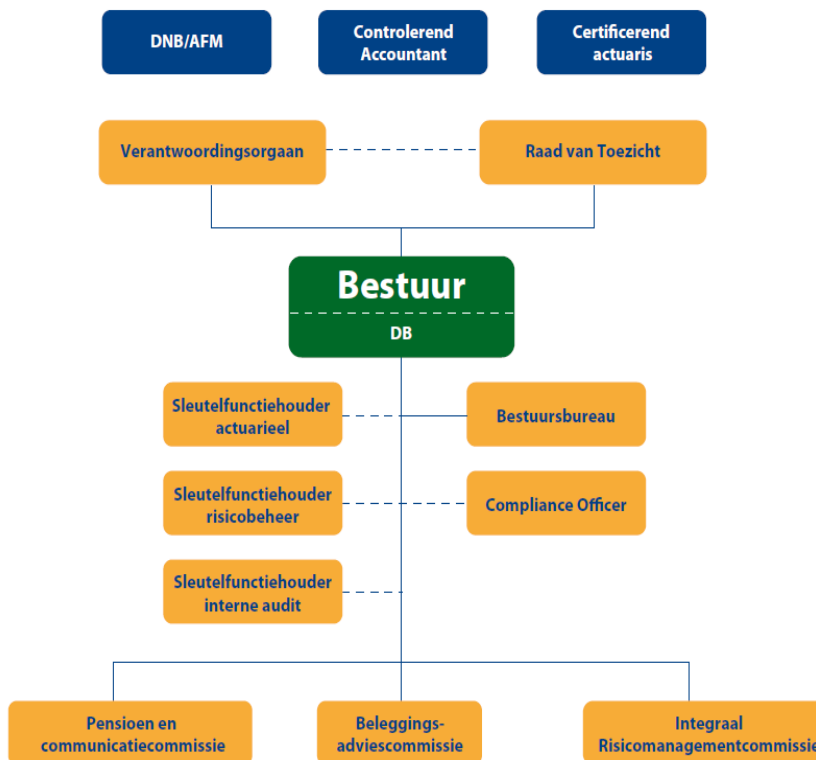 DNB/AFM
Controlerend
Accountant
Certificerend
actuaris
Verantwoordingsorgaan
Raad van Toezicht
Bestuur
DB
Sleutelfunctiehouder
actuarieel
Bestuursbureau
Sleutelfunctiehouder
risicobeheer
Compliance Officer
Sleutelfunctiehouder
interne audit
Pensioen en
communicatiecommissie
Beleggings-
adviescommissie
Integraal
Risicomanagementcommissie